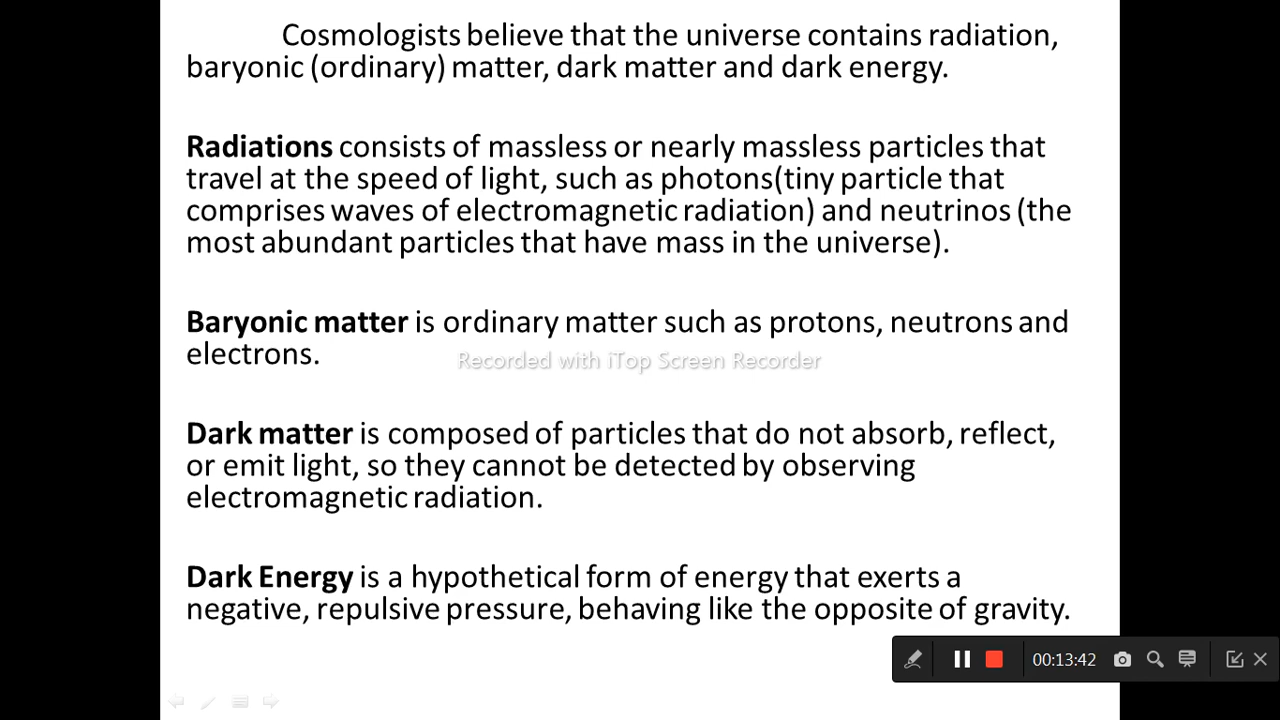 Cosmologists believe that the universe contains radiation,
baryonic (ordinary) matter, dark matter and dark energy.
Radiations consists of massless or nearly massless particles that
travel at the speed of light, such as photons(tiny particle that
comprises waves of electromagnetic radiation) and neutrinos (the
most abundant particles that have mass in the universe).
Baryonic matter is ordinary matter such as protons, neutrons and
electrons.
Recorded with iTop Screen Recorder
Dark matter is composed of particles that do not absorb, reflect,
or emit light, so they cannot be detected by observing
electromagnetic radiation.
Dark Energy is a hypothetical form of energy that exerts a
negative, repulsive pressure, behaving like the opposite of gravity.
00:13:42